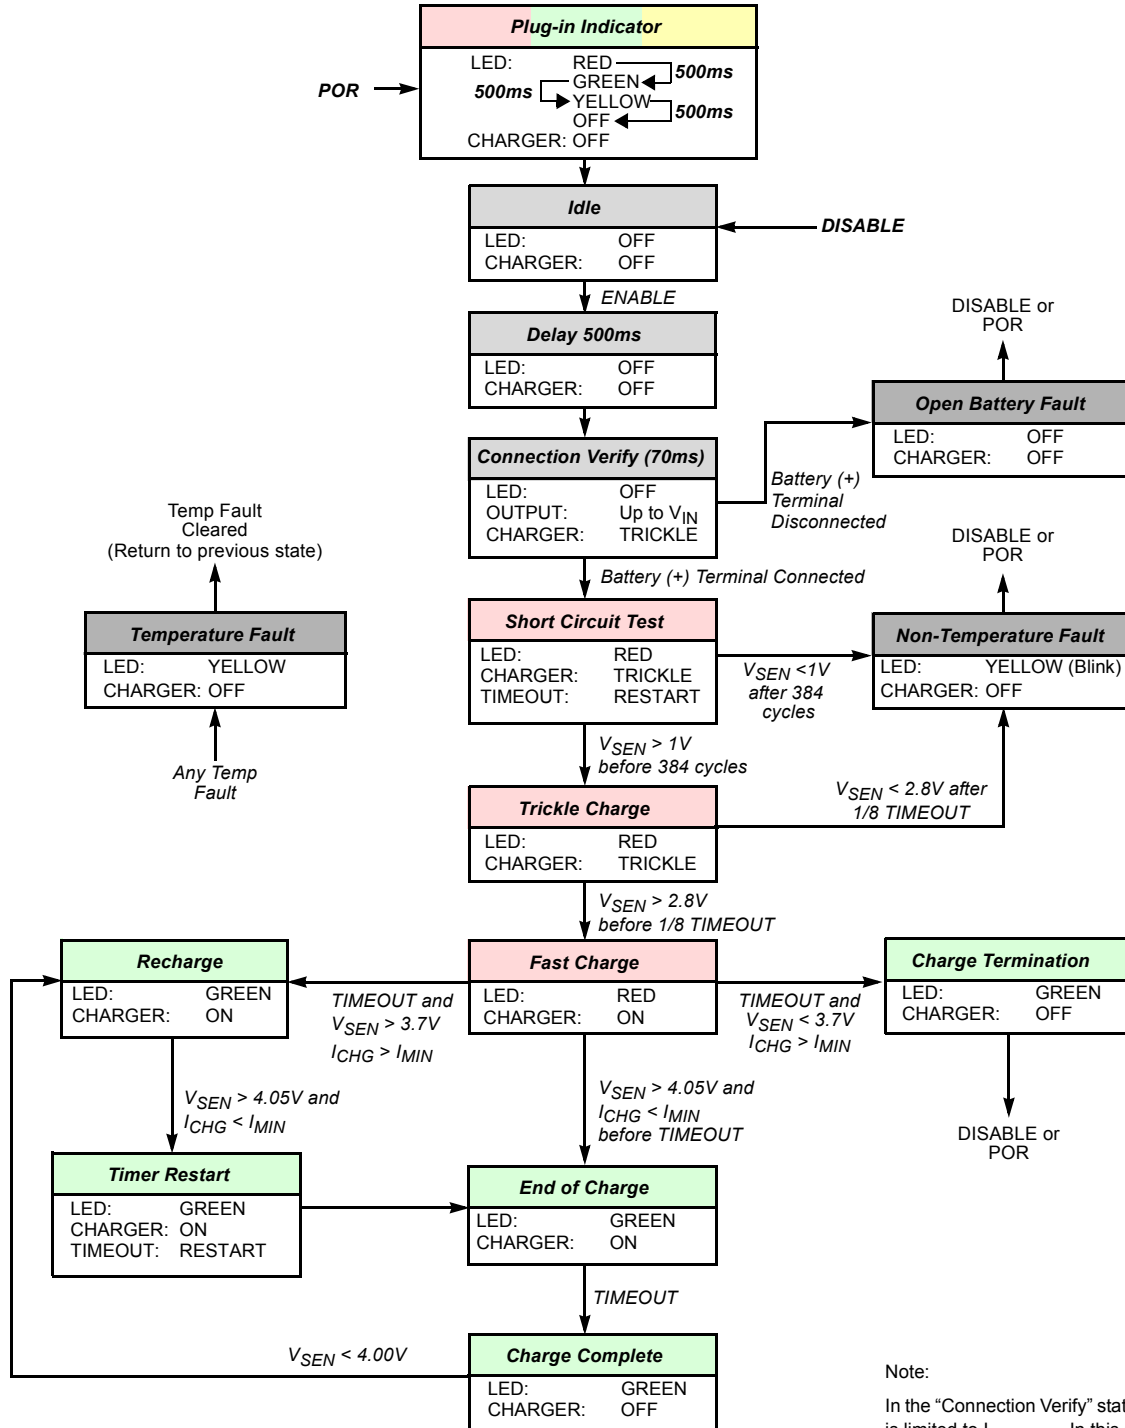 Plug-in Indicator
LED: RED
GREEN
YELLOW
OFF
CHARGER: OFF
500ms
500ms
500ms
POR
Idle
LED: OFF
CHARGER: OFF
DISABLE
ENABLE
Delay 500ms
LED: OFF
CHARGER: OFF
DISABLE or
POR
Open Battery Fault
LED: OFF
CHARGER: OFF
Connection Verify (70ms)
LED: OFF
OUTPUT: Up to VIN
CHARGER: TRICKLE
Battery (+)
Terminal
Disconnected
Temp Fault
Cleared
(Return to previous state)
Temperature Fault
LED: YELLOW
CHARGER: OFF
Any Temp
Fault
Battery (+) Terminal Connected
Short Circuit Test
LED: RED
CHARGER: TRICKLE
TIMEOUT: RESTART
VSEN <1V
after 384
cycles
DISABLE or
POR
Non-Temperature Fault
LED: YELLOW (Blink)
CHARGER: OFF
VSEN > 1V
before 384 cycles
VSEN < 2.8V after
1/8 TIMEOUT
Trickle Charge
LED: RED
CHARGER: TRICKLE
VSEN > 2.8V
before 1/8 TIMEOUT
Recharge
LED: GREEN
CHARGER: ON
TIMEOUT and
VSEN > 3.7V
ICHG > IMIN
Fast Charge
LED: RED
CHARGER: ON
TIMEOUT and
VSEN < 3.7V
ICHG > IMIN
Charge Termination
LED: GREEN
CHARGER: OFF
DISABLE or
POR
VSEN > 4.05V and
ICHG < IMIN
VSEN > 4.05V and
ICHG < IMIN
before TIMEOUT
Timer Restart
LED: GREEN
CHARGER: ON
TIMEOUT: RESTART
End of Charge
LED: GREEN
CHARGER: ON
TIMEOUT
VSEN < 4.00V
Charge Complete
LED: GREEN
CHARGER: OFF
Note:
In the “Connection Verify”